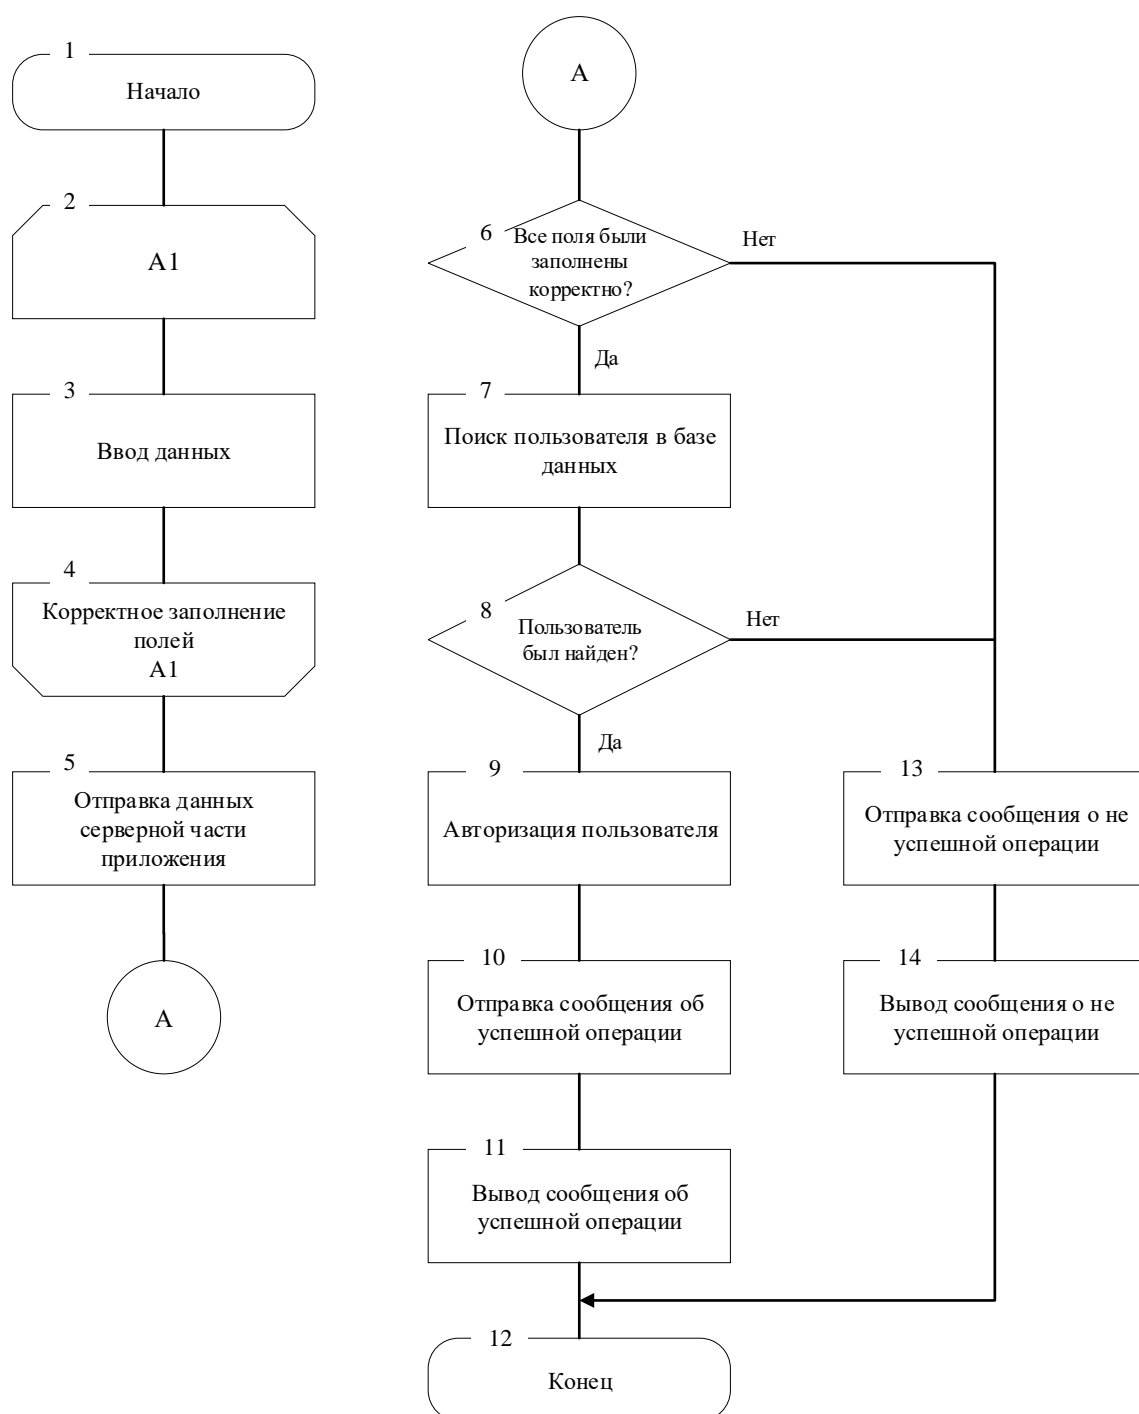 1
Начало
2
А1
3
Ввод данных
4
Корректное заполнение
полей
А1
5
Отправка данных
серверной части
приложения
А
А
6
Все поля были
заполнены
корректно?
Нет
Да
7
Поиск пользователя в базе
данных
8
Пользователь
был найден?
Нет
Да
9
Авторизация пользователя
10
Отправка сообщения об
успешной операции
11
Вывод сообщения об
успешной операции
12
Конец
13
Отправка сообщения о не
успешной операции
14
Вывод сообщения о не
успешной операции